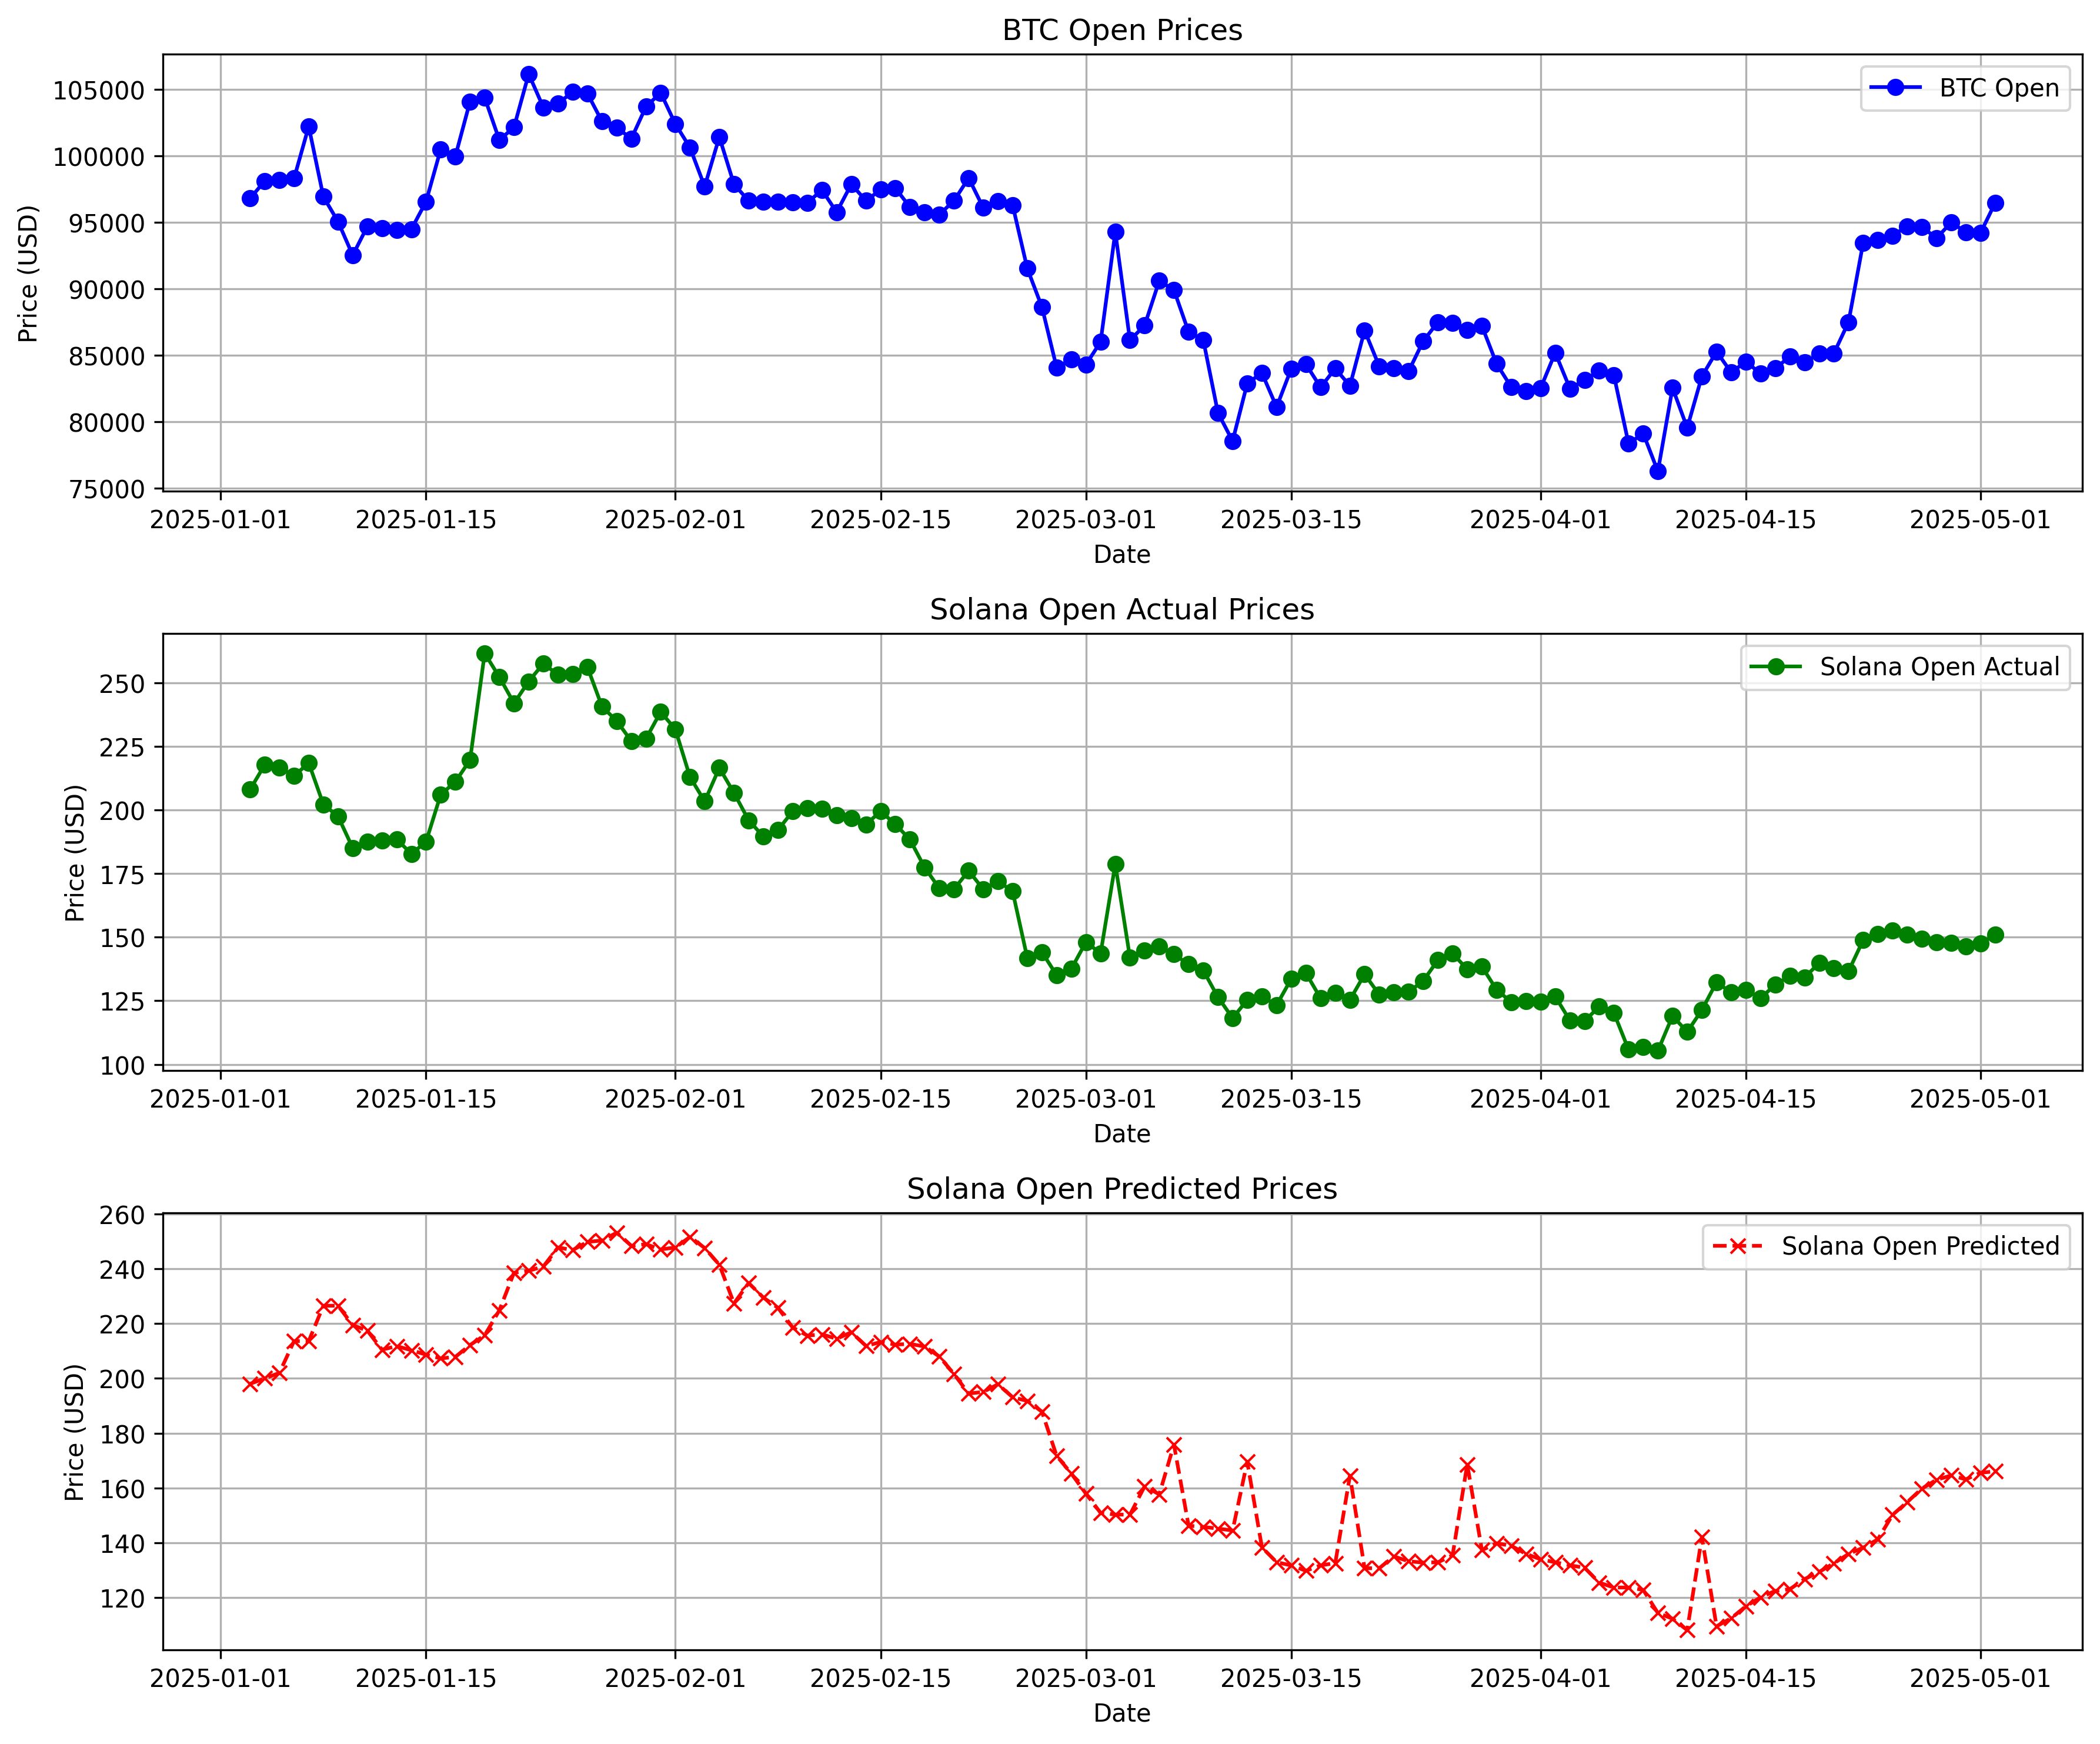 BTC Open Prices
BTC Open
105000
100000
95000
90000
85000
80000
75000
Price (USD)
2025-01-01 2025-01-15 2025-02-01 2025-02-15 2025-03-01 2025-03-15 2025-04-01 2025-04-15 2025-05-01
Date
Solana Open Actual Prices
Solana Open Actual
250
225
200
175
150
125
100
Price (USD)
2025-01-01 2025-01-15 2025-02-01 2025-02-15 2025-03-01 2025-03-15 2025-04-01 2025-04-15 2025-05-01
Date
Solana Open Predicted Prices
Solana Open Predicted
260
240
220
200
180
160
140
120
Price (USD)
2025-01-01 2025-01-15 2025-02-01 2025-02-15 2025-03-01 2025-03-15 2025-04-01 2025-04-15 2025-05-01
Date